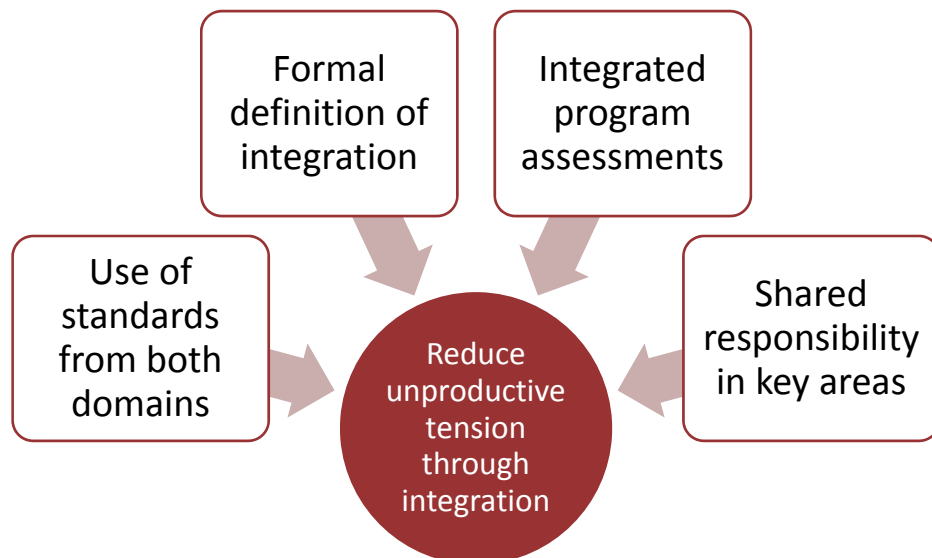 Formal
definition of
integration
Integrated
program
assessments
Use of
standards
from both
domains
Shared
responsibility
in key areas
Reduce
unproductive
tension
through
integration